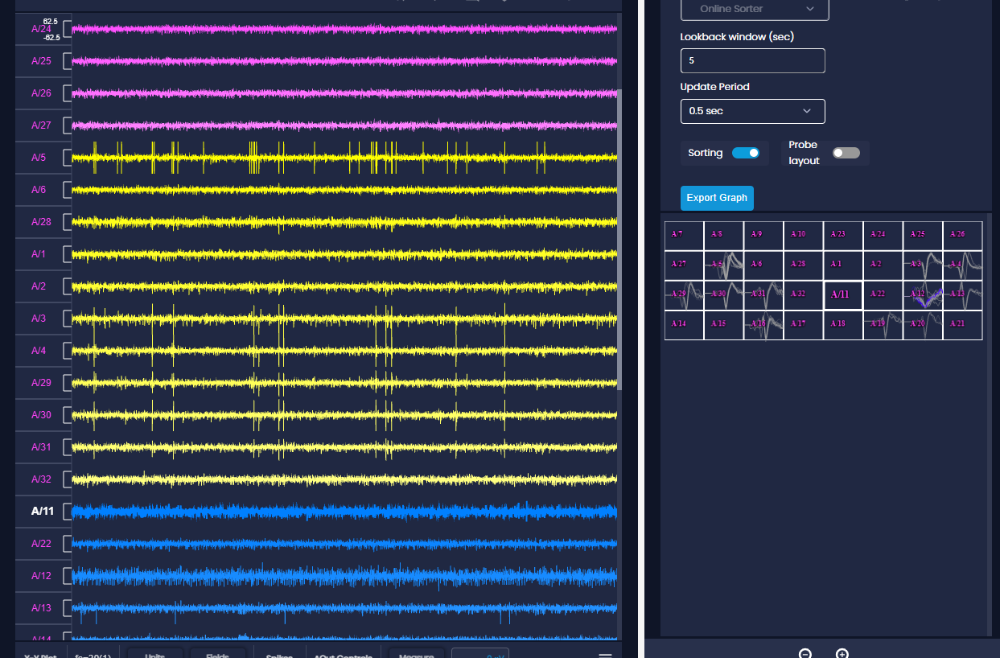 62.5
A/24
-62.5
A/25
A/26
A/27
A/5
A/6
A/28
A/1
A/2
A/3
A/4
A/29
A/30
A/31
A/32
A/11
A/22
A/12
A/13
A/14
X-Y Plot fs=20(1) Units Fields Spikes AOut Controls Measure
Online Sorter
Lookback window (sec)
5
Update Period
0.5 sec
Sorting
Probe
layout
Export Graph
A/7 A/8 A/9 A/10 A/23 A/24 A/25 A/26
A/27 A/5 A/6 A/28 A/1 A/2 A/3 A/4
A/29 A/30 A/31 A/32 A/11 A/22 A/12 A/13
A/14 A/15 A/16 A/17 A/18 A/19 A/20 A/21